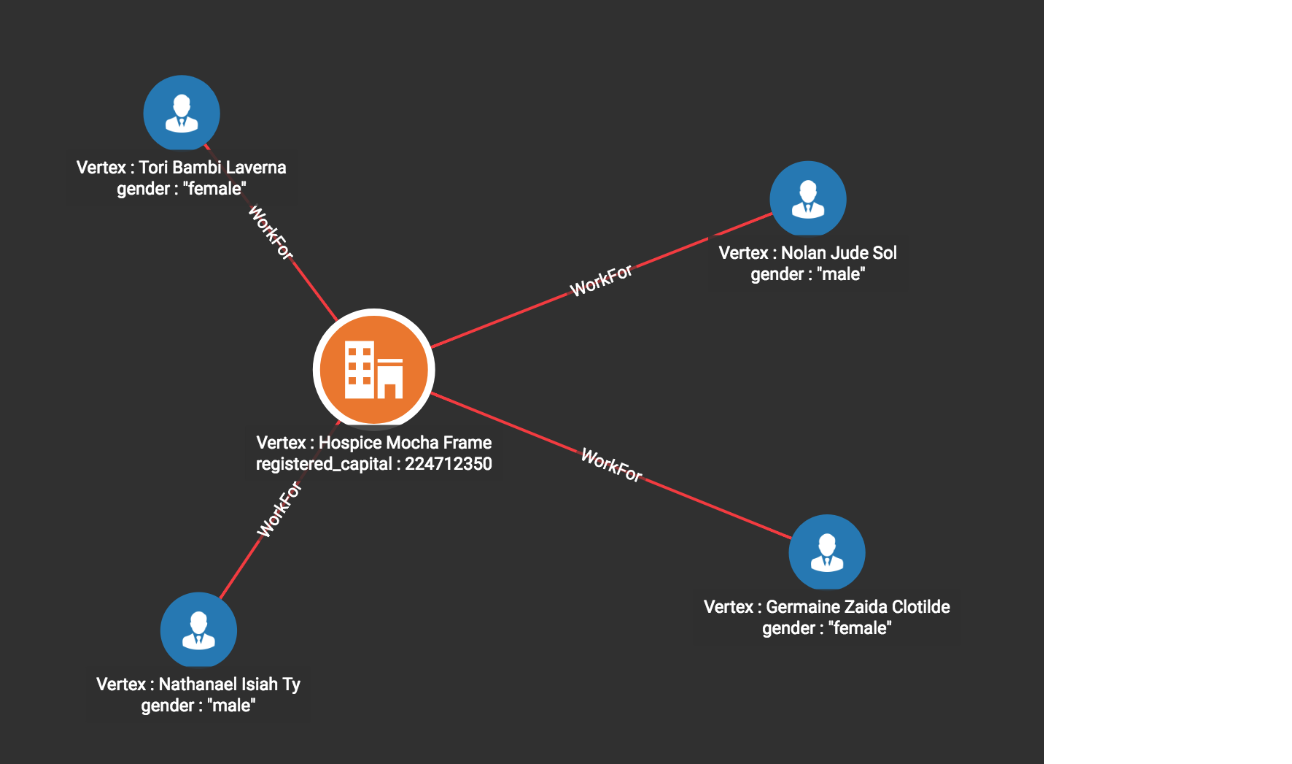 Vertex : Tori Bambi Laverna
gender : "female"
WorkFor
Vertex : Nolan Jude Sol
gender : "male"
WorkFor
Vertex : Hospice Mocha Frame
registered_capital : 224712350
WorkFor
WorkFor
Vertex : Germaine Zaida Clotilde
gender : "female"
Vertex : Nathanael Isiah Ty
gender : "male"